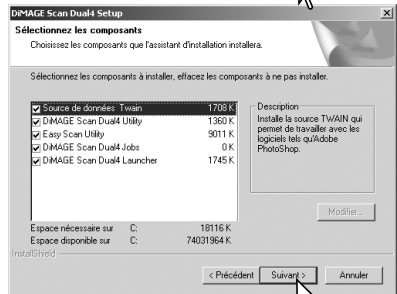 DiMAGE Scan Dual4 Setup
Sélectionnez les composants
Choisissez les composants que l'assistant d'installation installera.
Sélectionnez les composants à installer, effacez les composants à ne pas installer.
Source de données Twain 1708 K
DiMAGE Scan Dual4 Utility 1360 K
Easy Scan Utility 9011 K
DiMAGE Scan Dual4 Jobs 0 K
DiMAGE Scan Dual4 Launcher 1745 K
Description
Installe la source TWAIN qui
permet de travailler avec les
logiciels tels qu'Adobe
PhotoShop.
Modifier...
Espace nécessaire sur C: 18116 K
Espace disponible sur C: 74031964 K
InstallShield
< Précédent Suivant > Annuler